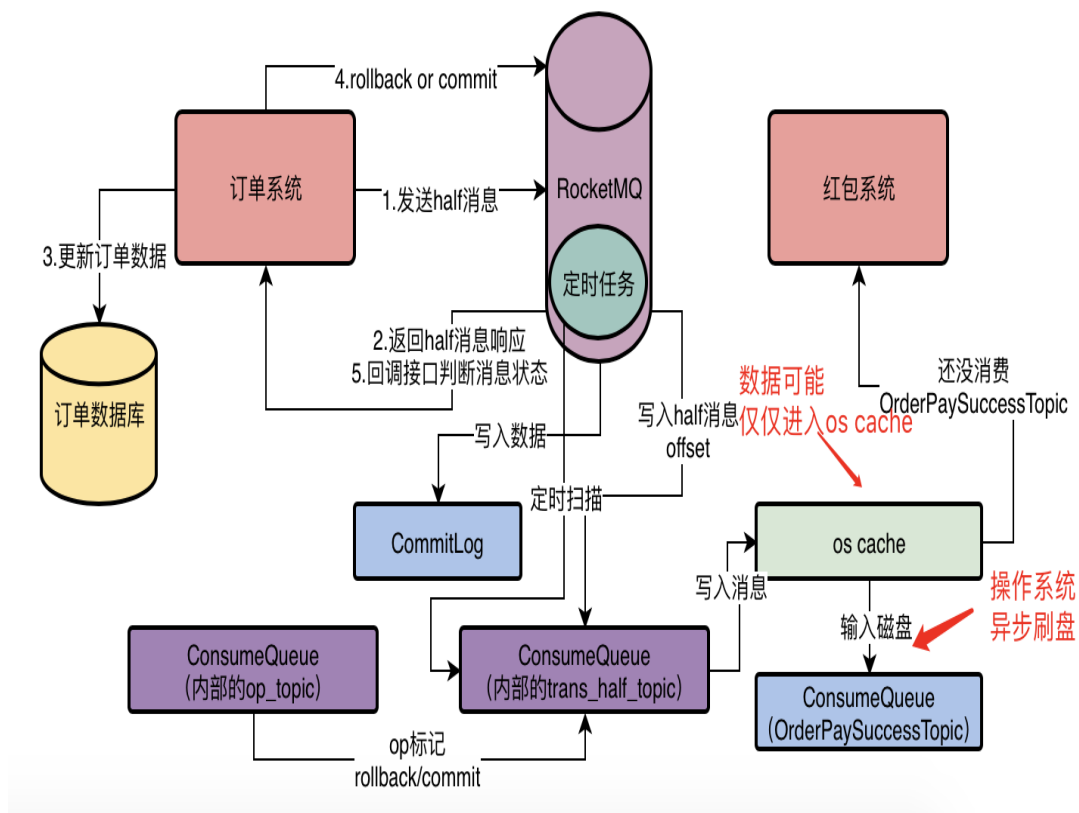 4.rollback or commit
订单系统
1.发送half消息
RocketMQ
红包系统
3.更新订单数据
定时任务
2.返回half消息响应
5.回调接口判断消息状态
订单数据库
写入数据
写入half消息
offset
数据可能
仅仅进入os cache
还没消费
OrderPaySuccessTopic
定时扫描
CommitLog
os cache
写入消息
操作系统
异步刷盘
输入磁盘
ConsumeQueue
（内部的op_topic）
ConsumeQueue
（内部的trans_half_topic）
ConsumeQueue
（OrderPaySuccessTopic）
op标记
rollback/commit